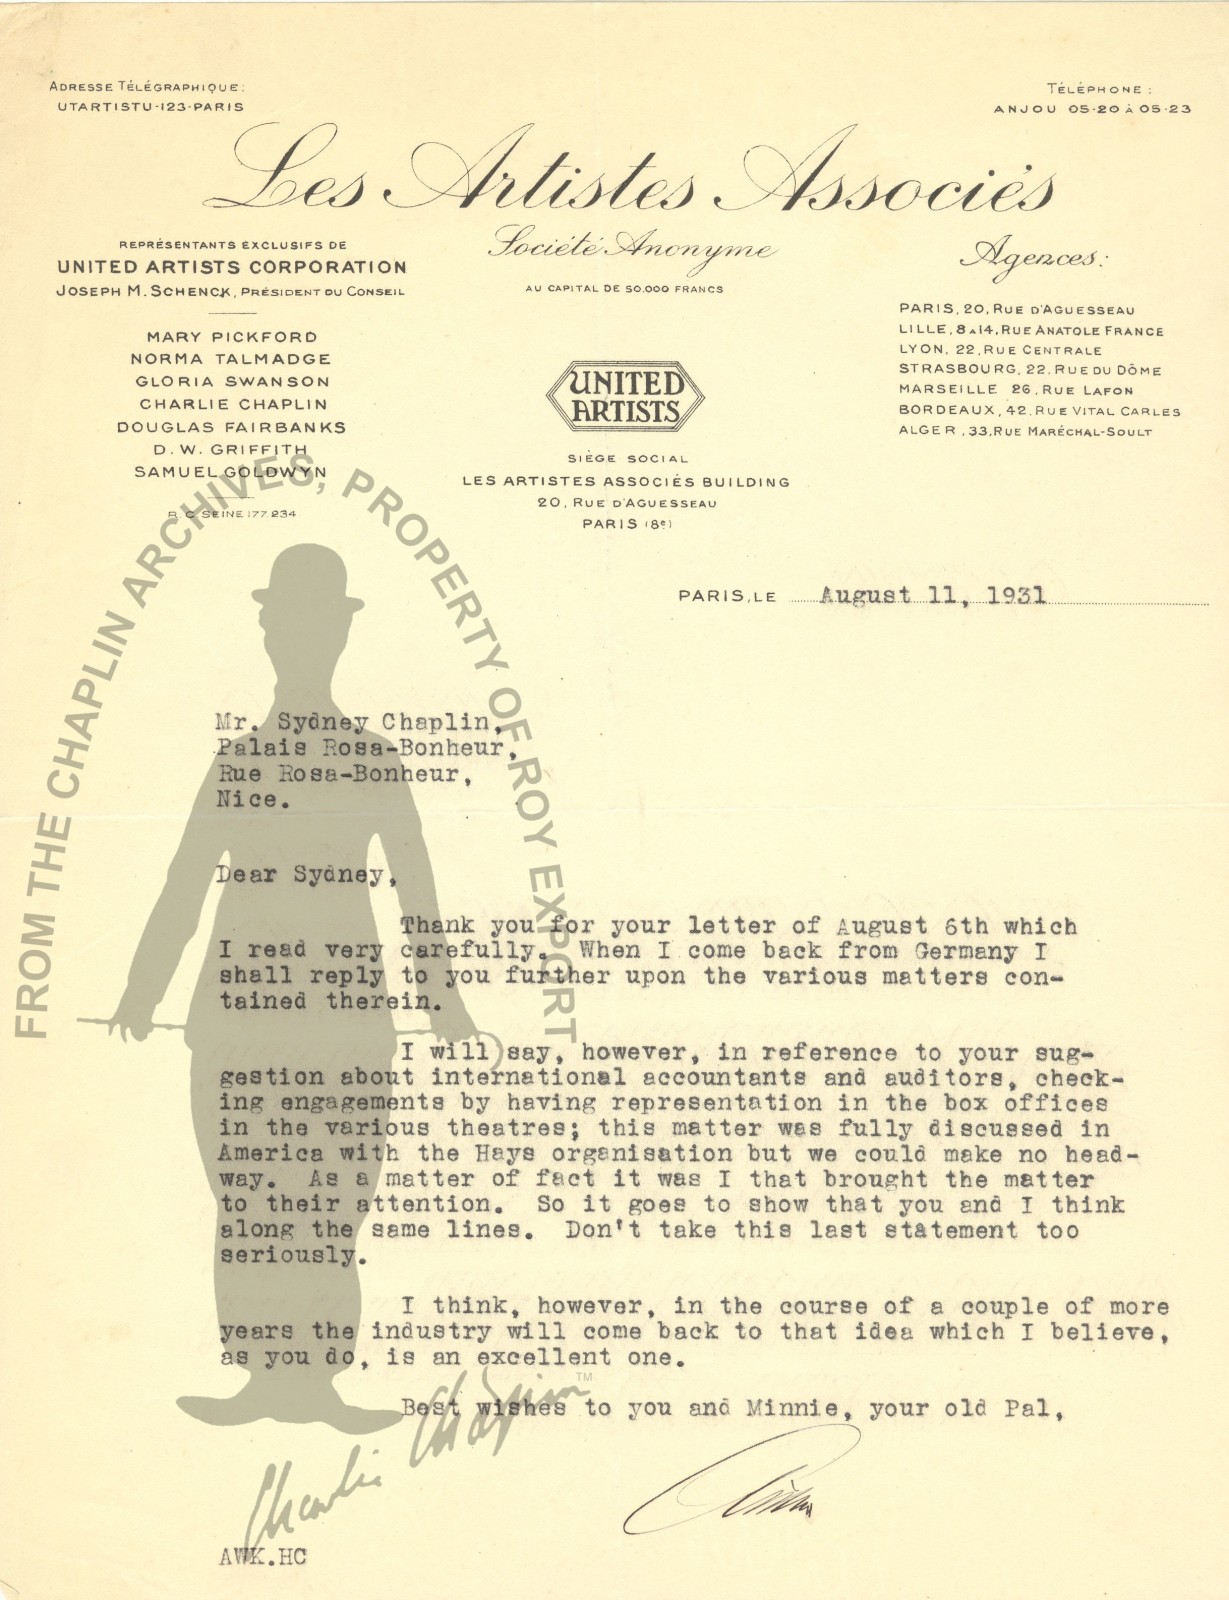 ADRESSE TÉLÉGRAPHIQUE:
UTARTISTU-123-PARIS
TÉLÉPHONE :
ANJOU 05-20 À 05-23
Les Artistes Associés
Société Anonyme
AU CAPITAL DE 50.000 FRANCS
REPRÉSENTANTS EXCLUSIFS DE
UNITED ARTISTS CORPORATION
JOSEPH M. SCHENCK, PRÉSIDENT DU CONSEIL
MARY PICKFORD
NORMA TALMADGE
GLORIA SWANSON
CHARLIE CHAPLIN
DOUGLAS FAIRBANKS
D. W. GRIFFITH
SAMUEL GOLDWYN
R. C. SEINE 177.234
UNITED
ARTISTS
SIÈGE SOCIAL
LES ARTISTES ASSOCIÉS BUILDING
20, RUE D'AGUESSEAU
PARIS (8e)
Agences:
PARIS, 20, RUE D'AGUESSEAU
LILLE, 8 À 14, RUE ANATOLE FRANCE
LYON, 22, RUE CENTRALE
STRASBOURG, 22, RUE DU DÔME
MARSEILLE 26, RUE LAFON
BORDEAUX, 42, RUE VITAL CARLES
ALGER, 33, RUE MARÉCHAL-SOULT
PARIS, LE August 11, 1931
FROM THE CHAPLIN ARCHIVES, PROPERTY OF ROY EXPORT
Mr. Sydney Chaplin,
Palais Rosa-Bonheur,
Rue Rosa-Bonheur,
Nice.
Dear Sydney,
Thank you for your letter of August 6th which
I read very carefully. When I come back from Germany I
shall reply to you further upon the various matters con-
tained therein.
I will say, however, in reference to your sug-
gestion about international accountants and auditors, check-
ing engagements by having representation in the box offices
in the various theatres; this matter was fully discussed in
America with the Hays organisation but we could make no head-
way. As a matter of fact it was I that brought the matter
to their attention. So it goes to show that you and I think
along the same lines. Don't take this last statement too
seriously.
I think, however, in the course of a couple of more
years the industry will come back to that idea which I believe,
as you do, is an excellent one.
Best wishes to you and Minnie, your old Pal,
Charlie Chaplin TM
AWK.HC